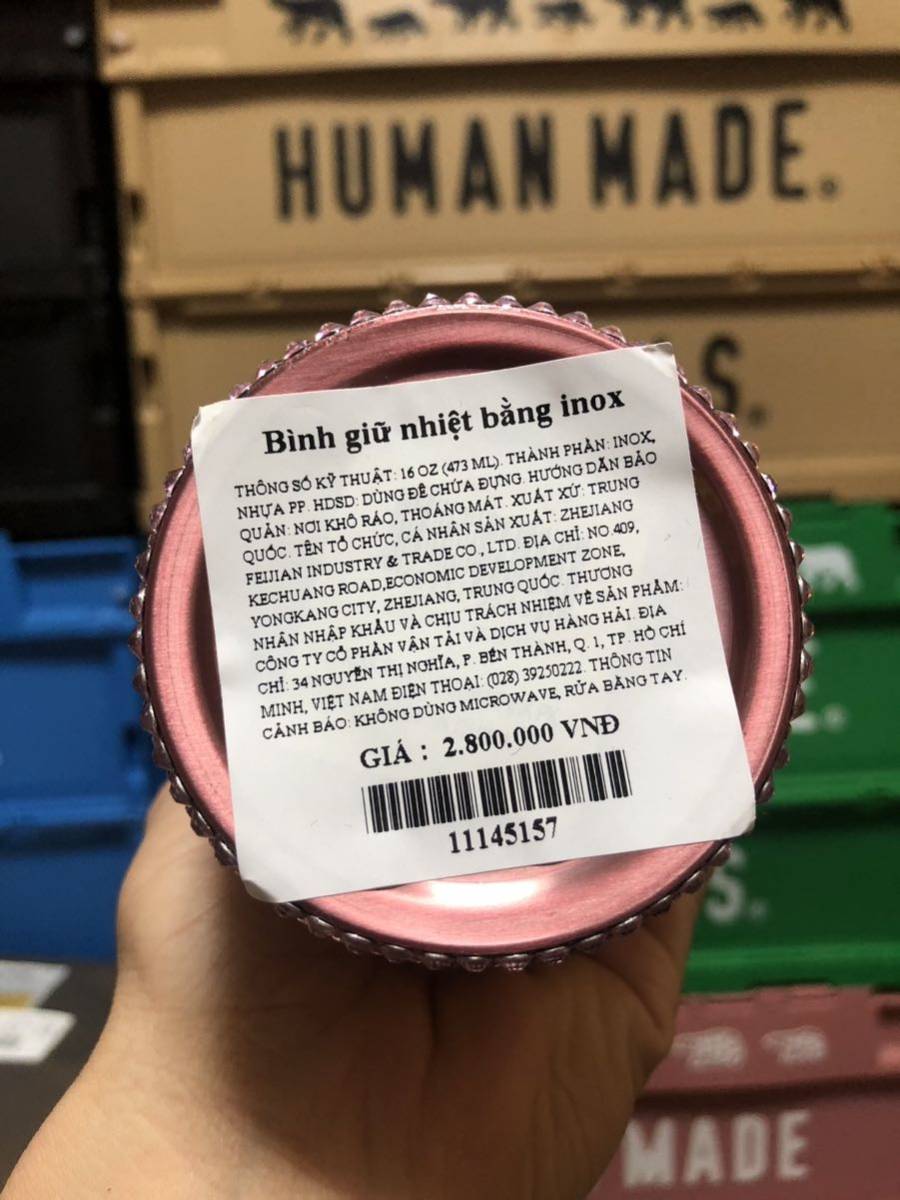 HUMAN MADE.
S.
Bình giữ nhiệt bằng inox
THÔNG SỐ KỸ THUẬT: 16 OZ (473 ML). THÀNH PHẦN: INOX,
NHỰA PP. HDSD: DÙNG ĐỂ CHỨA ĐỰNG. HƯỚNG DẪN BẢO
QUẢN: NƠI KHÔ RÁO, THOÁNG MÁT. XUẤT XỨ: TRUNG
QUỐC. TÊN TỔ CHỨC, CÁ NHÂN SẢN XUẤT: ZHEJIANG
FEIJIAN INDUSTRY & TRADE CO., LTD. ĐỊA CHỈ: NO.409,
KECHUANG ROAD,ECONOMIC DEVELOPMENT ZONE,
YONGKANG CITY, ZHEJIANG, TRUNG QUỐC. THƯƠNG
NHÂN NHẬP KHẨU VÀ CHỊU TRÁCH NHIỆM VỀ SẢN PHẨM:
CÔNG TY CỔ PHẦN VẬN TẢI VÀ DỊCH VỤ HÀNG HẢI. ĐỊA
CHỈ: 34 NGUYỄN THỊ NGHĨA, P. BẾN THÀNH, Q. 1, TP. HỒ CHÍ
MINH, VIỆT NAM ĐIỆN THOẠI: (028) 39250222. THÔNG TIN
CẢNH BÁO: KHÔNG DÙNG MICROWAVE, RỬA BẰNG TAY.
GIÁ : 2.800.000 VNĐ
11145157
E.
S.
MADE